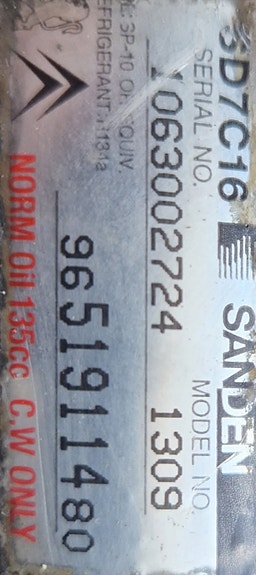 SD7C16 SANDEN
SERIAL NO. MODEL NO.
1063002724 1309
SP-10 OR EQUIV.
REFRIGERANT R134a
9651911480
NORM Oil 135cc C.W ONLY